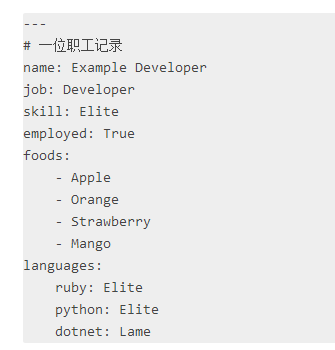 ---
# 一位职工记录
name: Example Developer
job: Developer
skill: Elite
employed: True
foods:
    - Apple
    - Orange
    - Strawberry
    - Mango
languages:
    ruby: Elite
    python: Elite
    dotnet: Lame